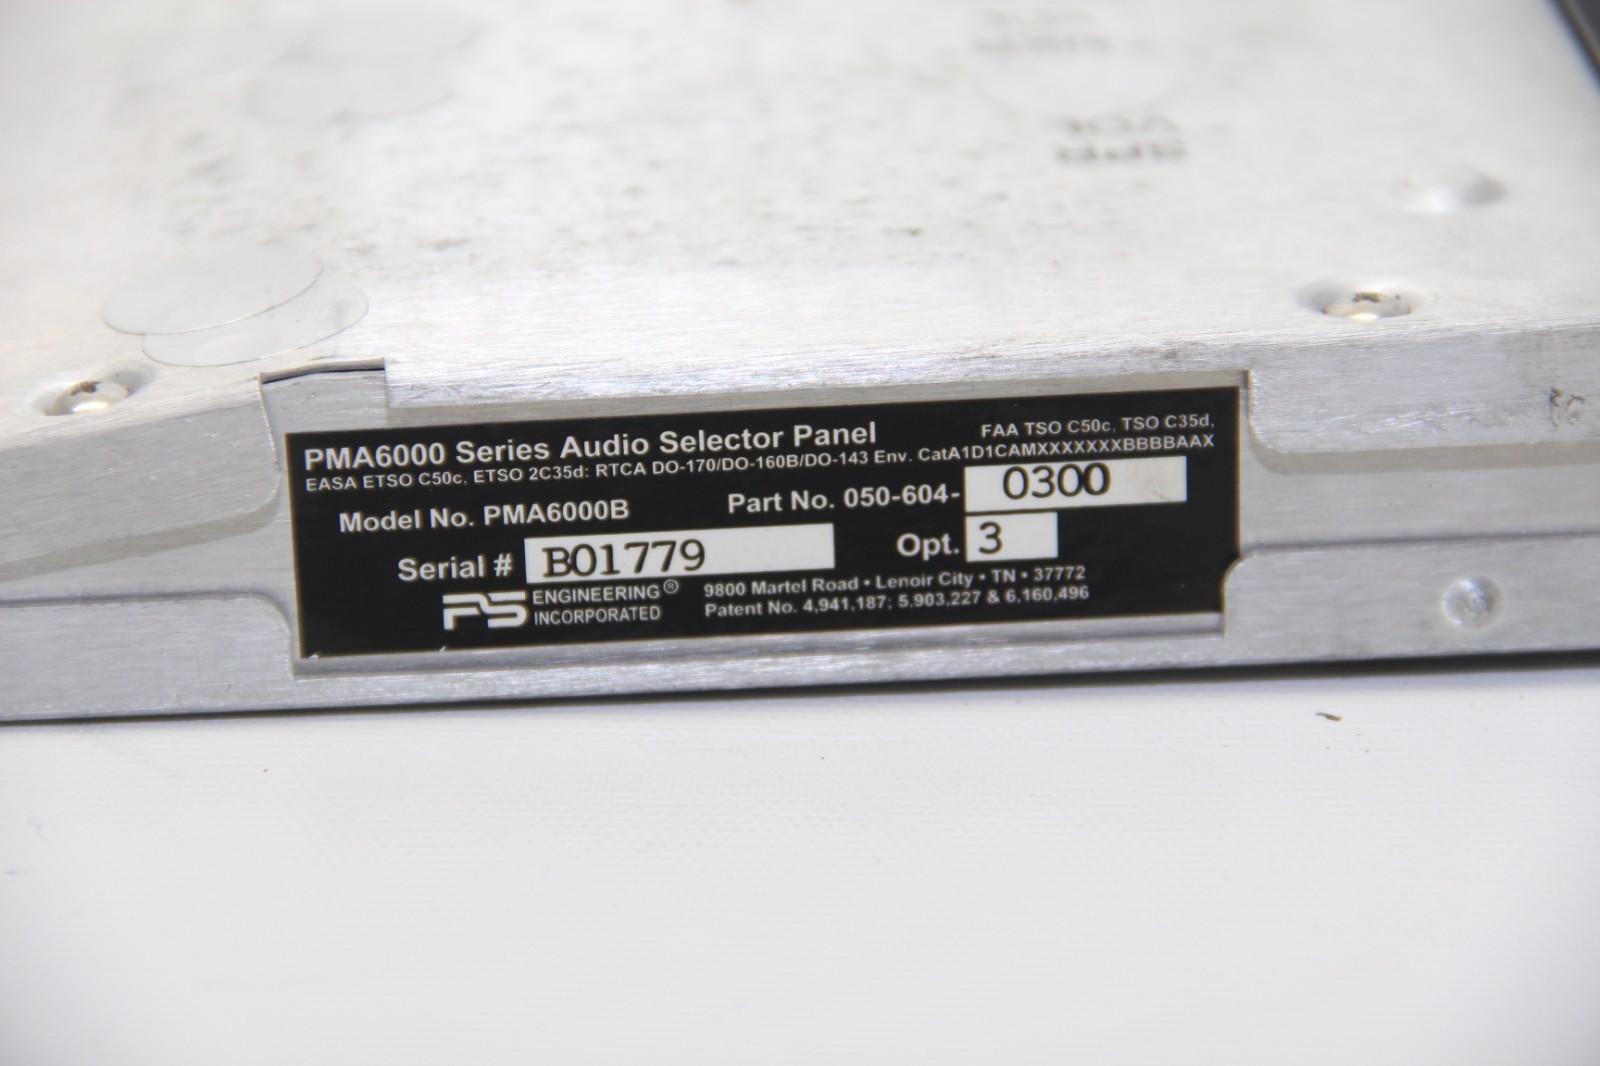 SPR
VOL
PMA6000 Series Audio Selector Panel
FAA TSO C50c, TSO C35d,
EASA ETSO C50c, ETSO 2C35d: RTCA DO-170/DO-160B/DO-143 Env. CatA1D1CAMXXXXXXXBBBBAAX
Model No. PMA6000B
Part No. 050-604- 0300
Serial # B01779
Opt. 3
PS ENGINEERING®
INCORPORATED
9800 Martel Road • Lenoir City • TN • 37772
Patent No. 4,941,187; 5,903,227 & 6,160,496